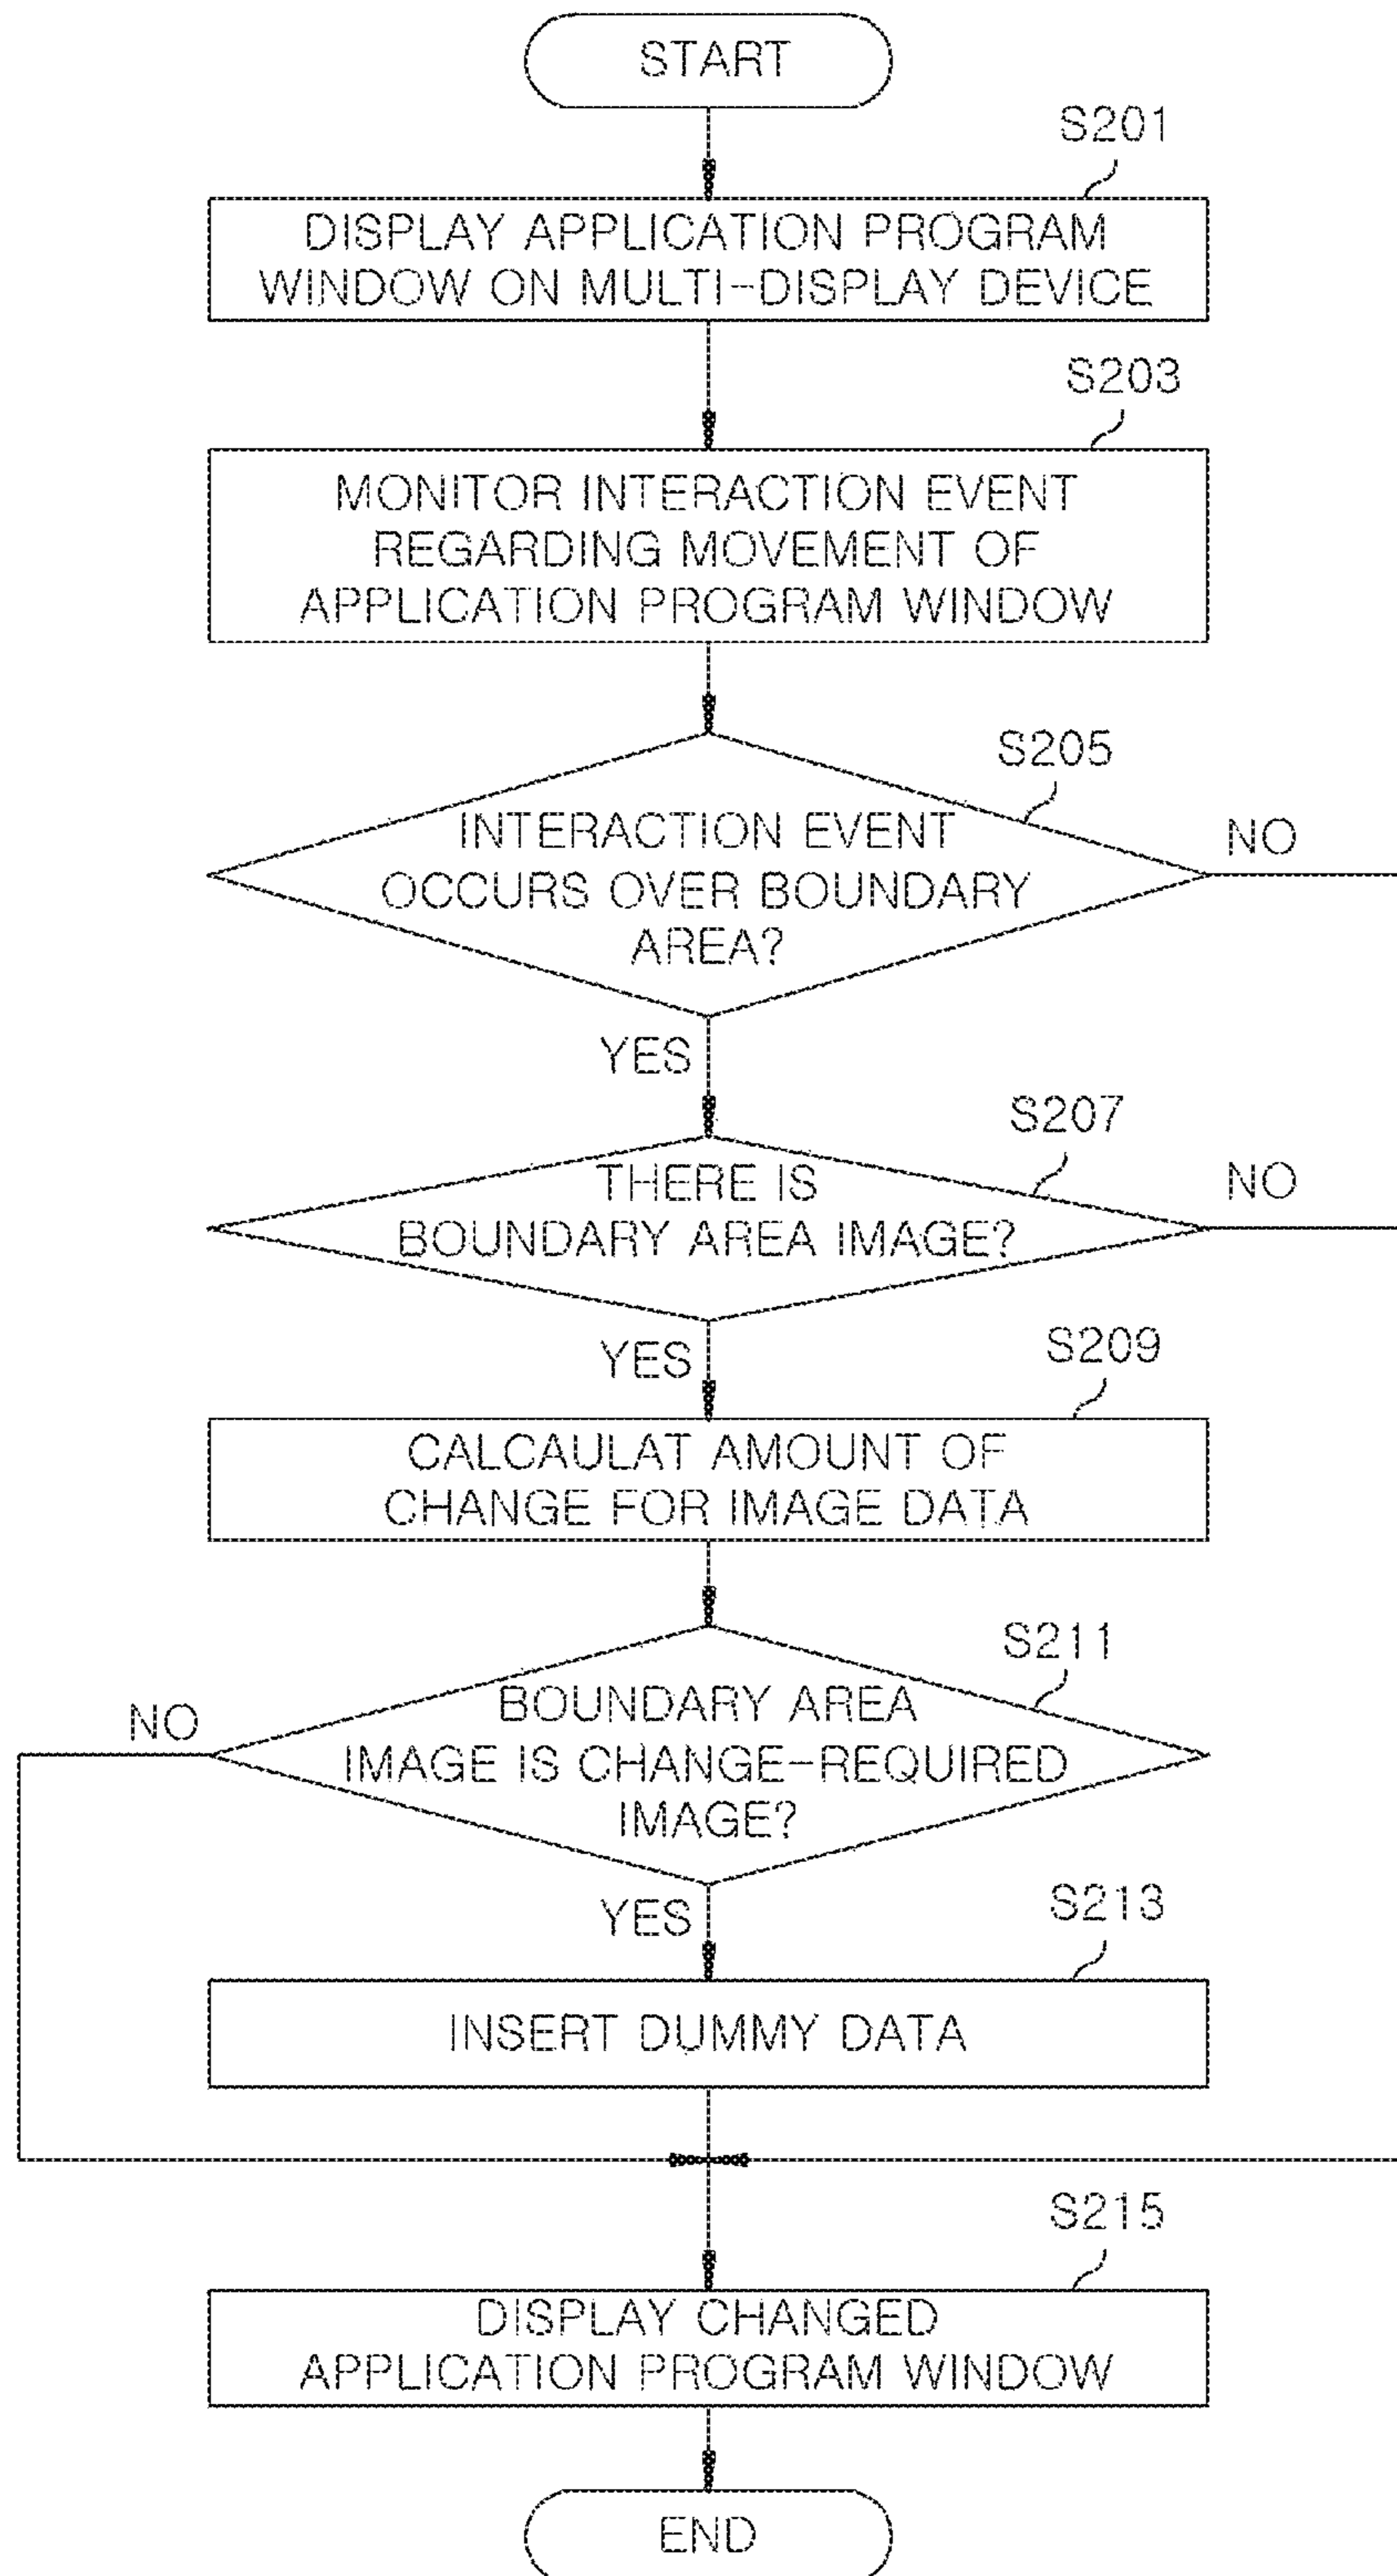 START
S201
DISPLAY APPLICATION PROGRAM
WINDOW ON MULTI-DISPLAY DEVICE
S203
MONITOR INTERACTION EVENT
REGARDING MOVEMENT OF
APPLICATION PROGRAM WINDOW
S205
INTERACTION EVENT
OCCURS OVER BOUNDARY
AREA?
NO
YES
S207
THERE IS
BOUNDARY AREA IMAGE?
NO
YES
S209
CALCAULAT AMOUNT OF
CHANGE FOR IMAGE DATA
S211
BOUNDARY AREA
IMAGE IS CHANGE-REQUIRED
IMAGE?
NO
YES
S213
INSERT DUMMY DATA
S215
DISPLAY CHANGED
APPLICATION PROGRAM WINDOW
END